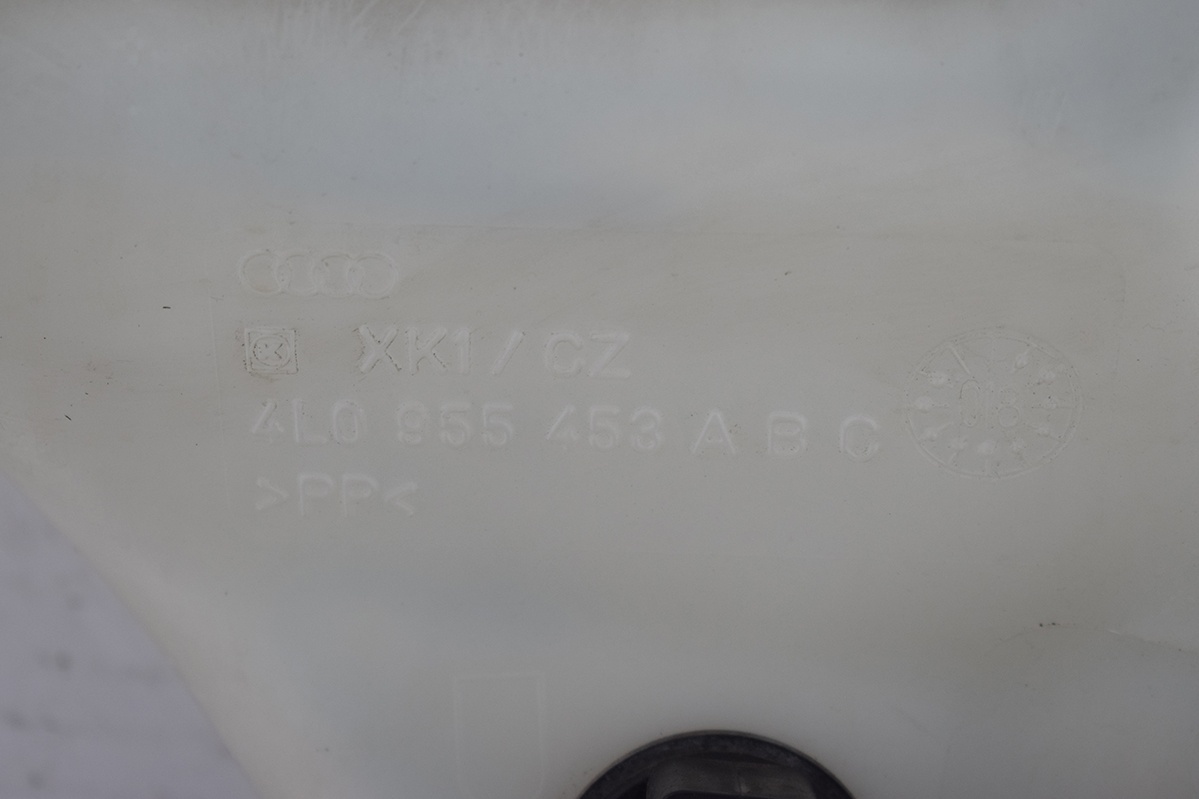 XK1 / CZ
4L0 955 453 A B C
>PP<